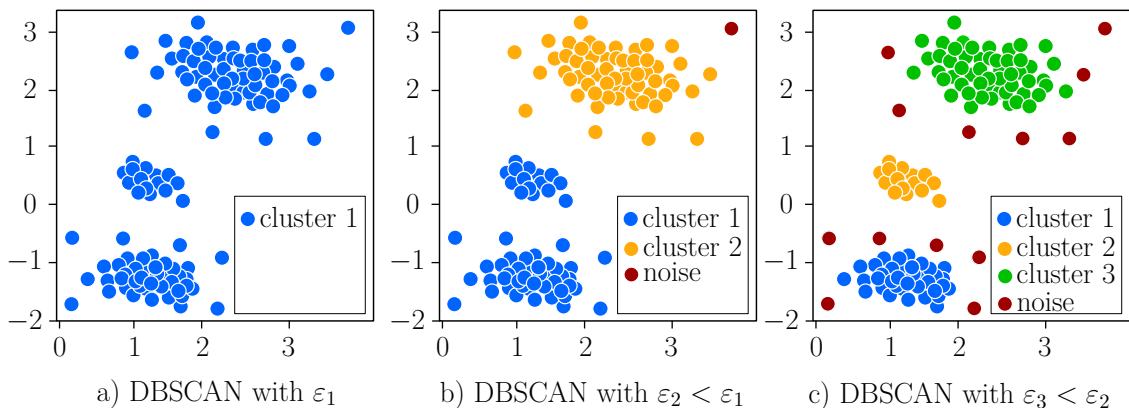 3
2
1
0
−1
−2
0 1 2 3
cluster 1
a) DBSCAN with ε₁
3
2
1
0
−1
−2
0 1 2 3
cluster 1
cluster 2
noise
b) DBSCAN with ε₂ < ε₁
3
2
1
0
−1
−2
0 1 2 3
cluster 1
cluster 2
cluster 3
noise
c) DBSCAN with ε₃ < ε₂